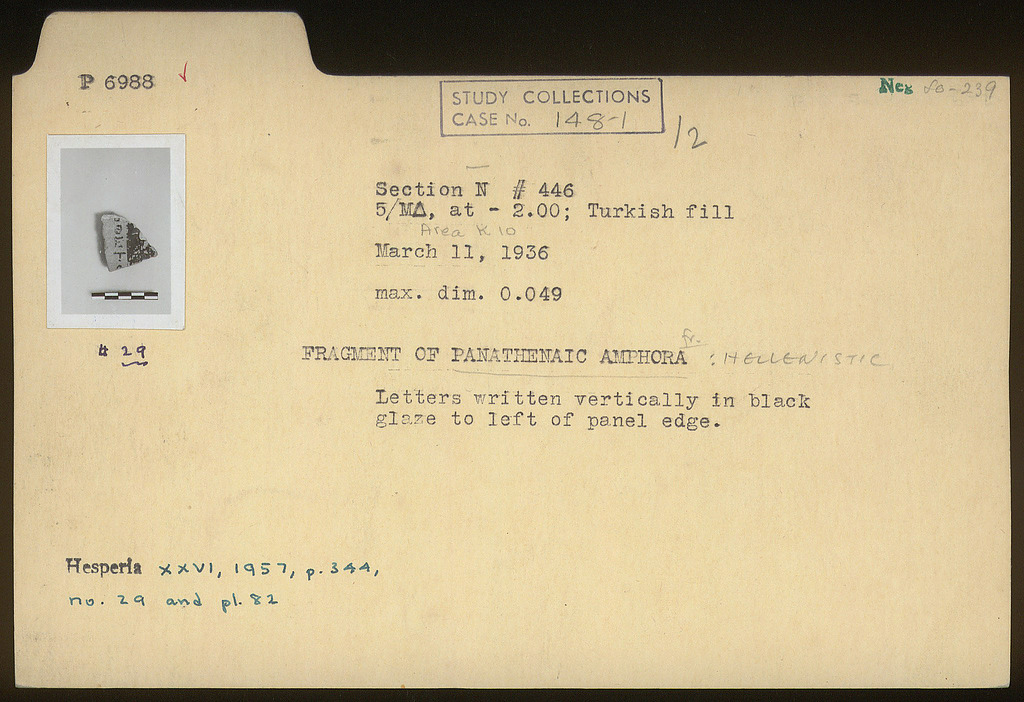 P 6988
Neg 80-239
STUDY COLLECTIONS
CASE No. 148-1
/2
Section N # 446
5/ΜΔ, at - 2.00; Turkish fill
Area K 10
March 11, 1936
max. dim. 0.049
# 29
fr.
FRAGMENT OF PANATHENAIC AMPHORA : HELLENISTIC
Letters written vertically in black
glaze to left of panel edge.
Hesperia XXVI, 1957, p. 344,
no. 29 and pl. 82